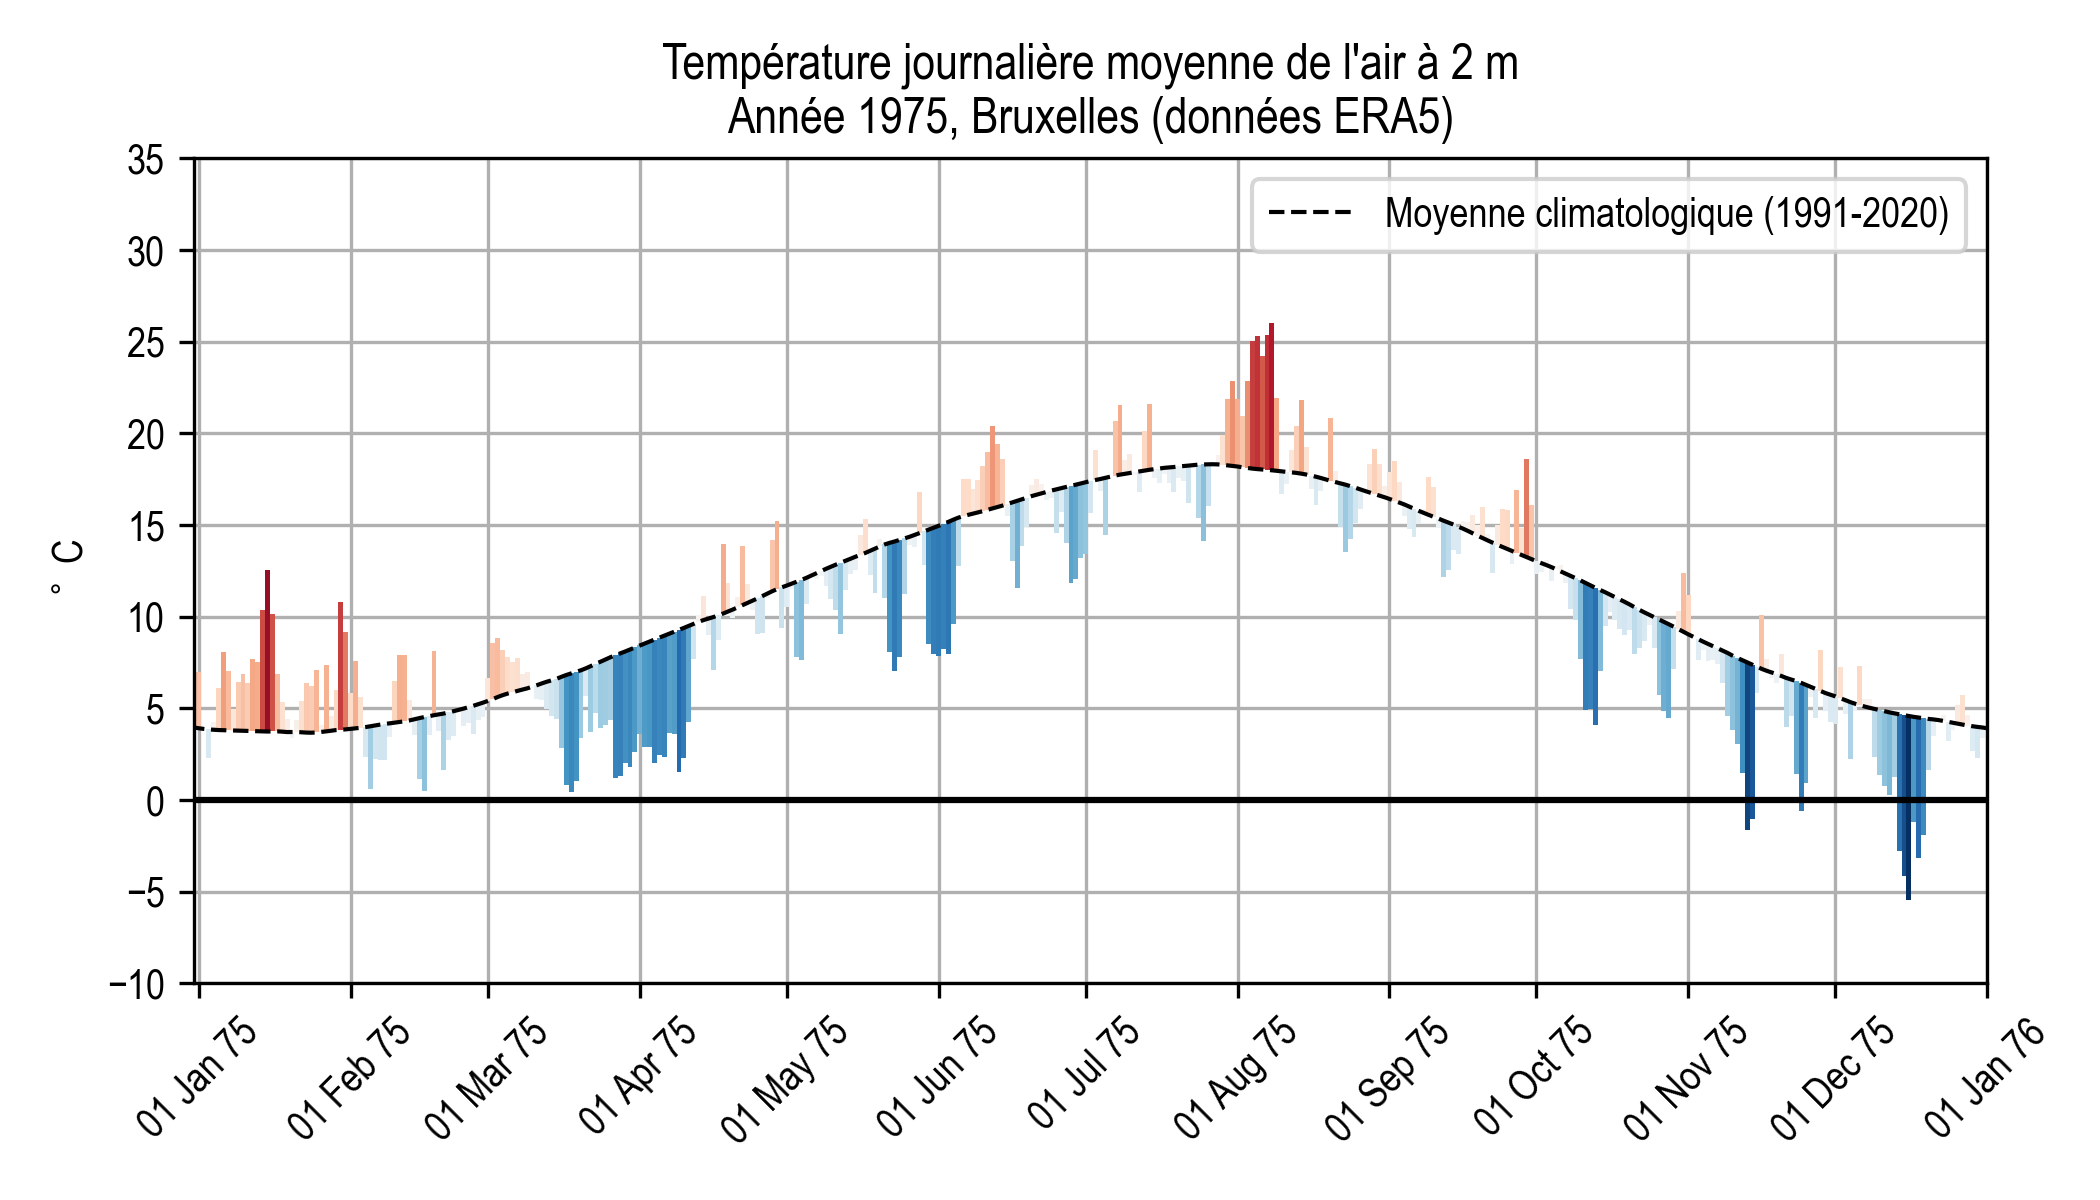 Température journalière moyenne de l'air à 2 m
Année 1975, Bruxelles (données ERA5)
Moyenne climatologique (1991-2020)
° C
35
30
25
20
15
10
5
0
−5
−10
01 Jan 75
01 Feb 75
01 Mar 75
01 Apr 75
01 May 75
01 Jun 75
01 Jul 75
01 Aug 75
01 Sep 75
01 Oct 75
01 Nov 75
01 Dec 75
01 Jan 76